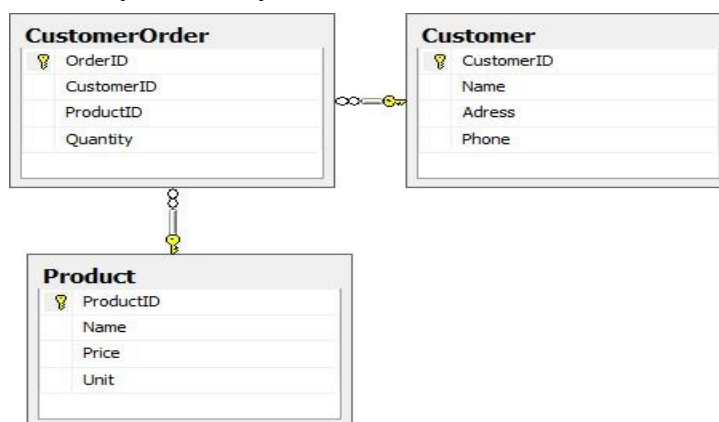 CustomerOrder
OrderID
CustomerID
ProductID
Quantity
Customer
CustomerID
Name
Adress
Phone
Product
ProductID
Name
Price
Unit